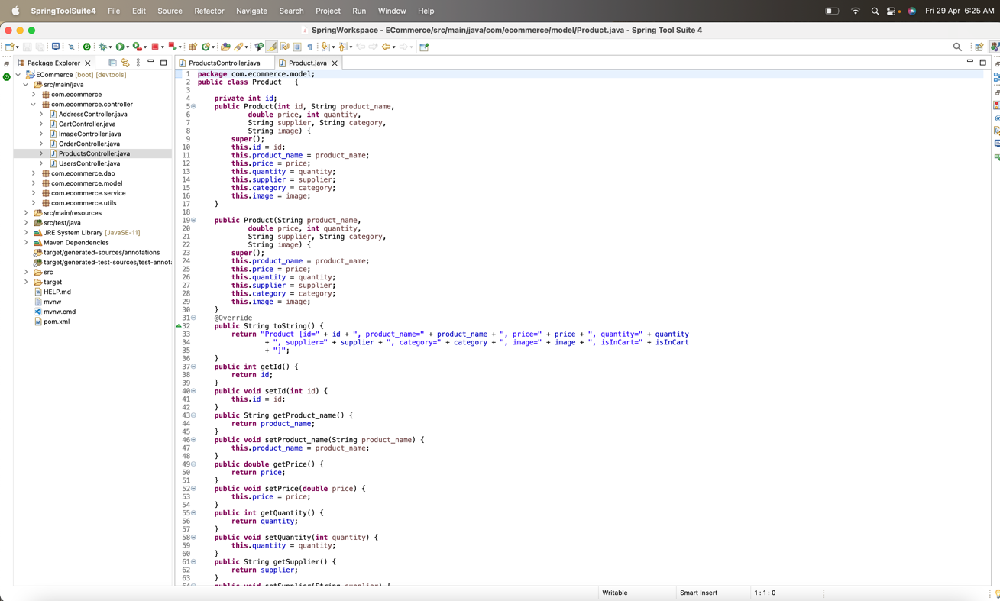 SpringToolSuite4 File Edit Source Refactor Navigate Search Project Run Window Help Fri 29 Apr 6:25 AM
SpringWorkspace - ECommerce/src/main/java/com/ecommerce/model/Product.java - Spring Tool Suite 4
Package Explorer
ECommerce [boot] [devtools]
src/main/java
com.ecommerce
com.ecommerce.controller
AddressController.java
CartController.java
ImageController.java
OrderController.java
ProductsController.java
UsersController.java
com.ecommerce.dao
com.ecommerce.model
com.ecommerce.service
com.ecommerce.utils
src/main/resources
src/test/java
JRE System Library [JavaSE-11]
Maven Dependencies
target/generated-sources/annotations
target/generated-test-sources/test-annota
src
target
HELP.md
mvnw
mvnw.cmd
pom.xml
ProductsController.java Product.java
1 package com.ecommerce.model;
2 public class Product {
3
4 private int id;
5 public Product(int id, String product_name,
6 double price, int quantity,
7 String supplier, String category,
8 String image) {
9 super();
10 this.id = id;
11 this.product_name = product_name;
12 this.price = price;
13 this.quantity = quantity;
14 this.supplier = supplier;
15 this.category = category;
16 this.image = image;
17 }
18
19 public Product(String product_name,
20 double price, int quantity,
21 String supplier, String category,
22 String image) {
23 super();
24 this.product_name = product_name;
25 this.price = price;
26 this.quantity = quantity;
27 this.supplier = supplier;
28 this.category = category;
29 this.image = image;
30 }
31 @Override
32 public String toString() {
33 return "Product [id=" + id + ", product_name=" + product_name + ", price=" + price + ", quantity=" + quantity
34 + ", supplier=" + supplier + ", category=" + category + ", image=" + image + ", isInCart=" + isInCart
35 + "]";
36 }
37 public int getId() {
38 return id;
39 }
40 public void setId(int id) {
41 this.id = id;
42 }
43 public String getProduct_name() {
44 return product_name;
45 }
46 public void setProduct_name(String product_name) {
47 this.product_name = product_name;
48 }
49 public double getPrice() {
50 return price;
51 }
52 public void setPrice(double price) {
53 this.price = price;
54 }
55 public int getQuantity() {
56 return quantity;
57 }
58 public void setQuantity(int quantity) {
59 this.quantity = quantity;
60 }
61 public String getSupplier() {
62 return supplier;
63 }
64 public void setSupplier(String supplier) {
Writable Smart Insert 1 : 1 : 0